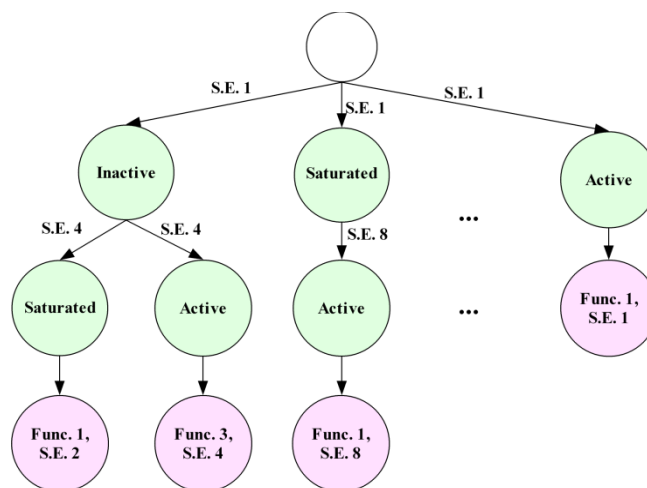 S.E. 1
S.E. 1
S.E. 1
Inactive
Saturated
Active
...
S.E. 4
S.E. 4
S.E. 8
Saturated
Active
Active
...
Func. 1,
S.E. 1
Func. 1,
S.E. 2
Func. 3,
S.E. 4
Func. 1,
S.E. 8